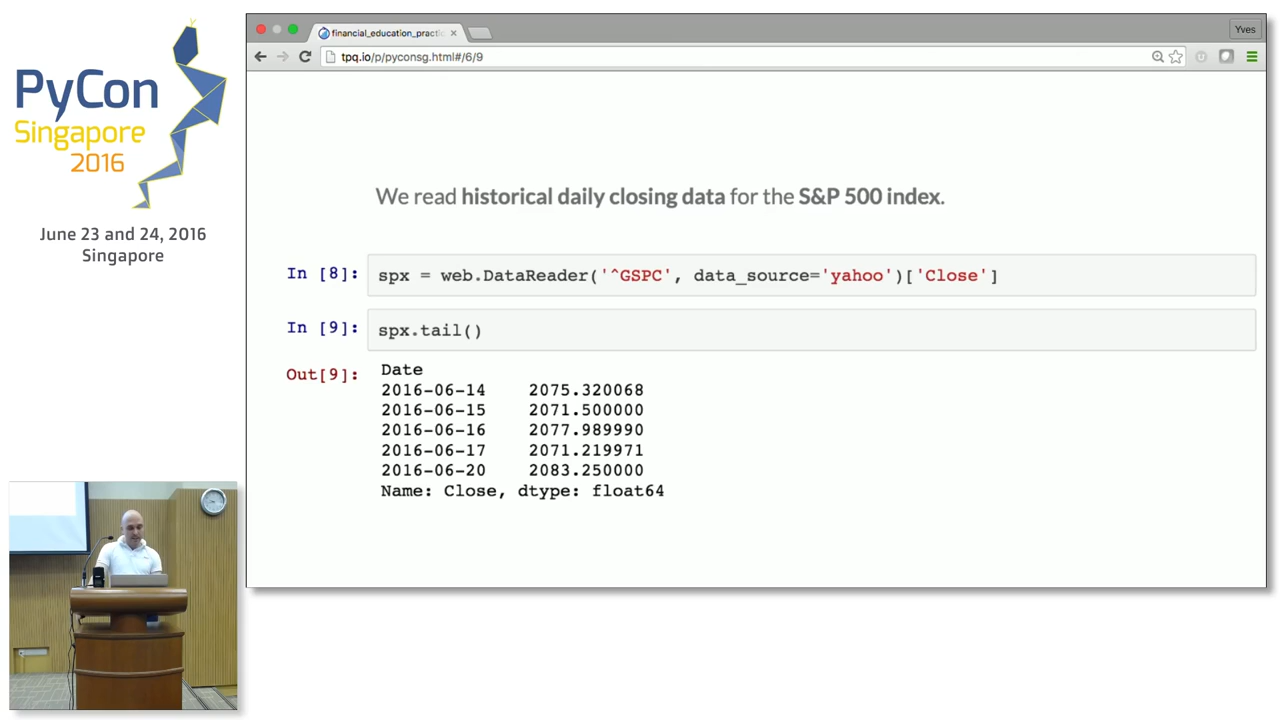 PyCon
Singapore
2016
June 23 and 24, 2016
Singapore
financial_education_practic
Yves
tpq.io/p/pyconsg.html#/6/9
We read historical daily closing data for the S&P 500 index.
In [8]: spx = web.DataReader('^GSPC', data_source='yahoo')['Close']
In [9]: spx.tail()
Out[9]: Date
2016-06-14 2075.320068
2016-06-15 2071.500000
2016-06-16 2077.989990
2016-06-17 2071.219971
2016-06-20 2083.250000
Name: Close, dtype: float64